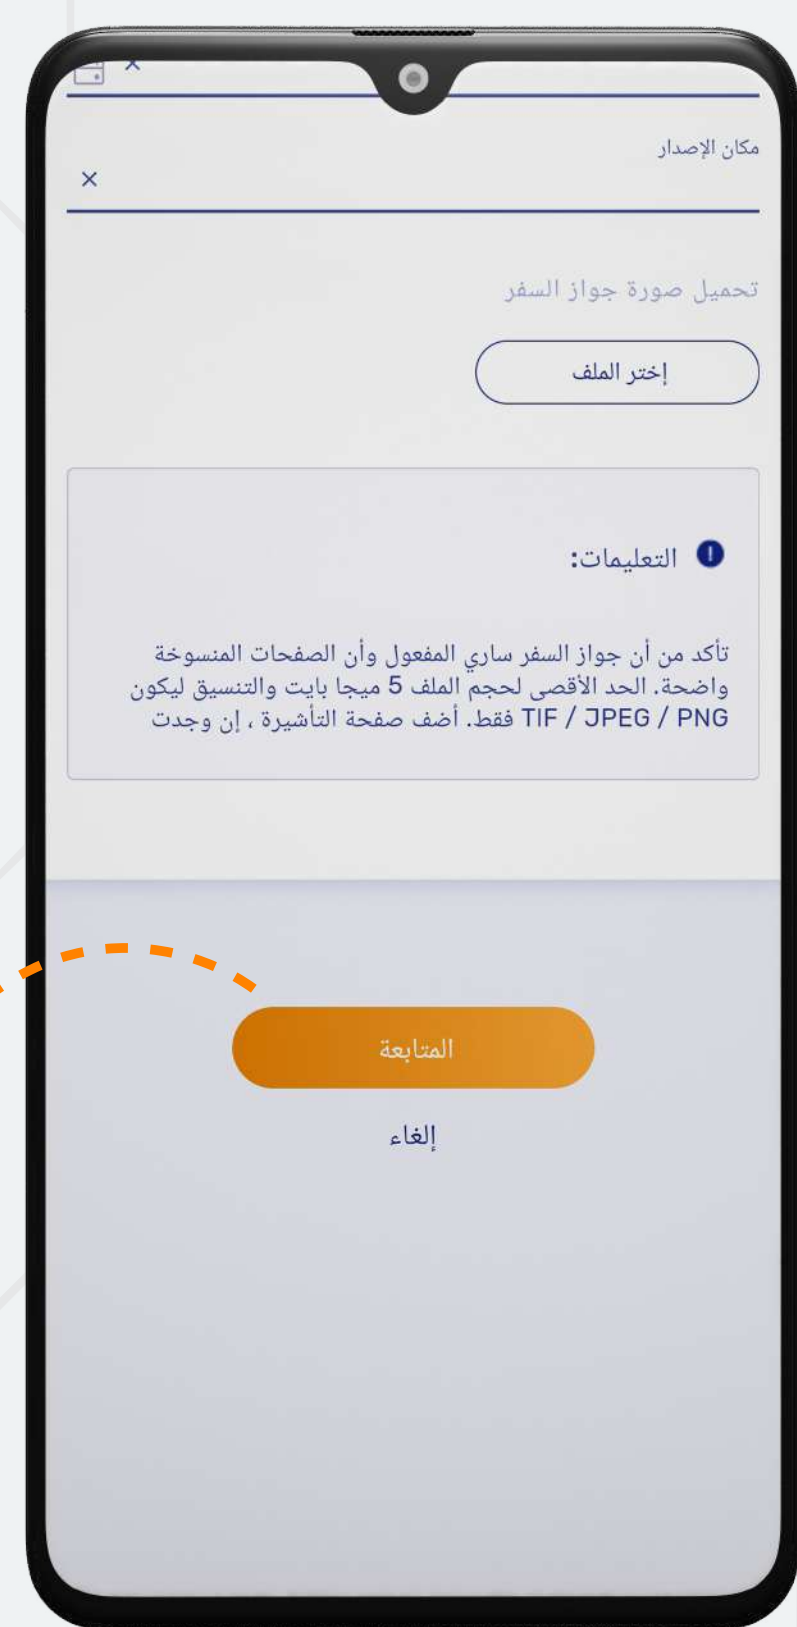 مكان الإصدار
تحميل صورة جواز السفر
إختر الملف
التعليمات:
تأكد من أن جواز السفر ساري المفعول وأن الصفحات المنسوخة
واضحة. الحد الأقصى لحجم الملف 5 ميجا بايت والتنسيق ليكون
TIF / JPEG / PNG فقط. أضف صفحة التأشيرة ، إن وجدت
المتابعة
إلغاء